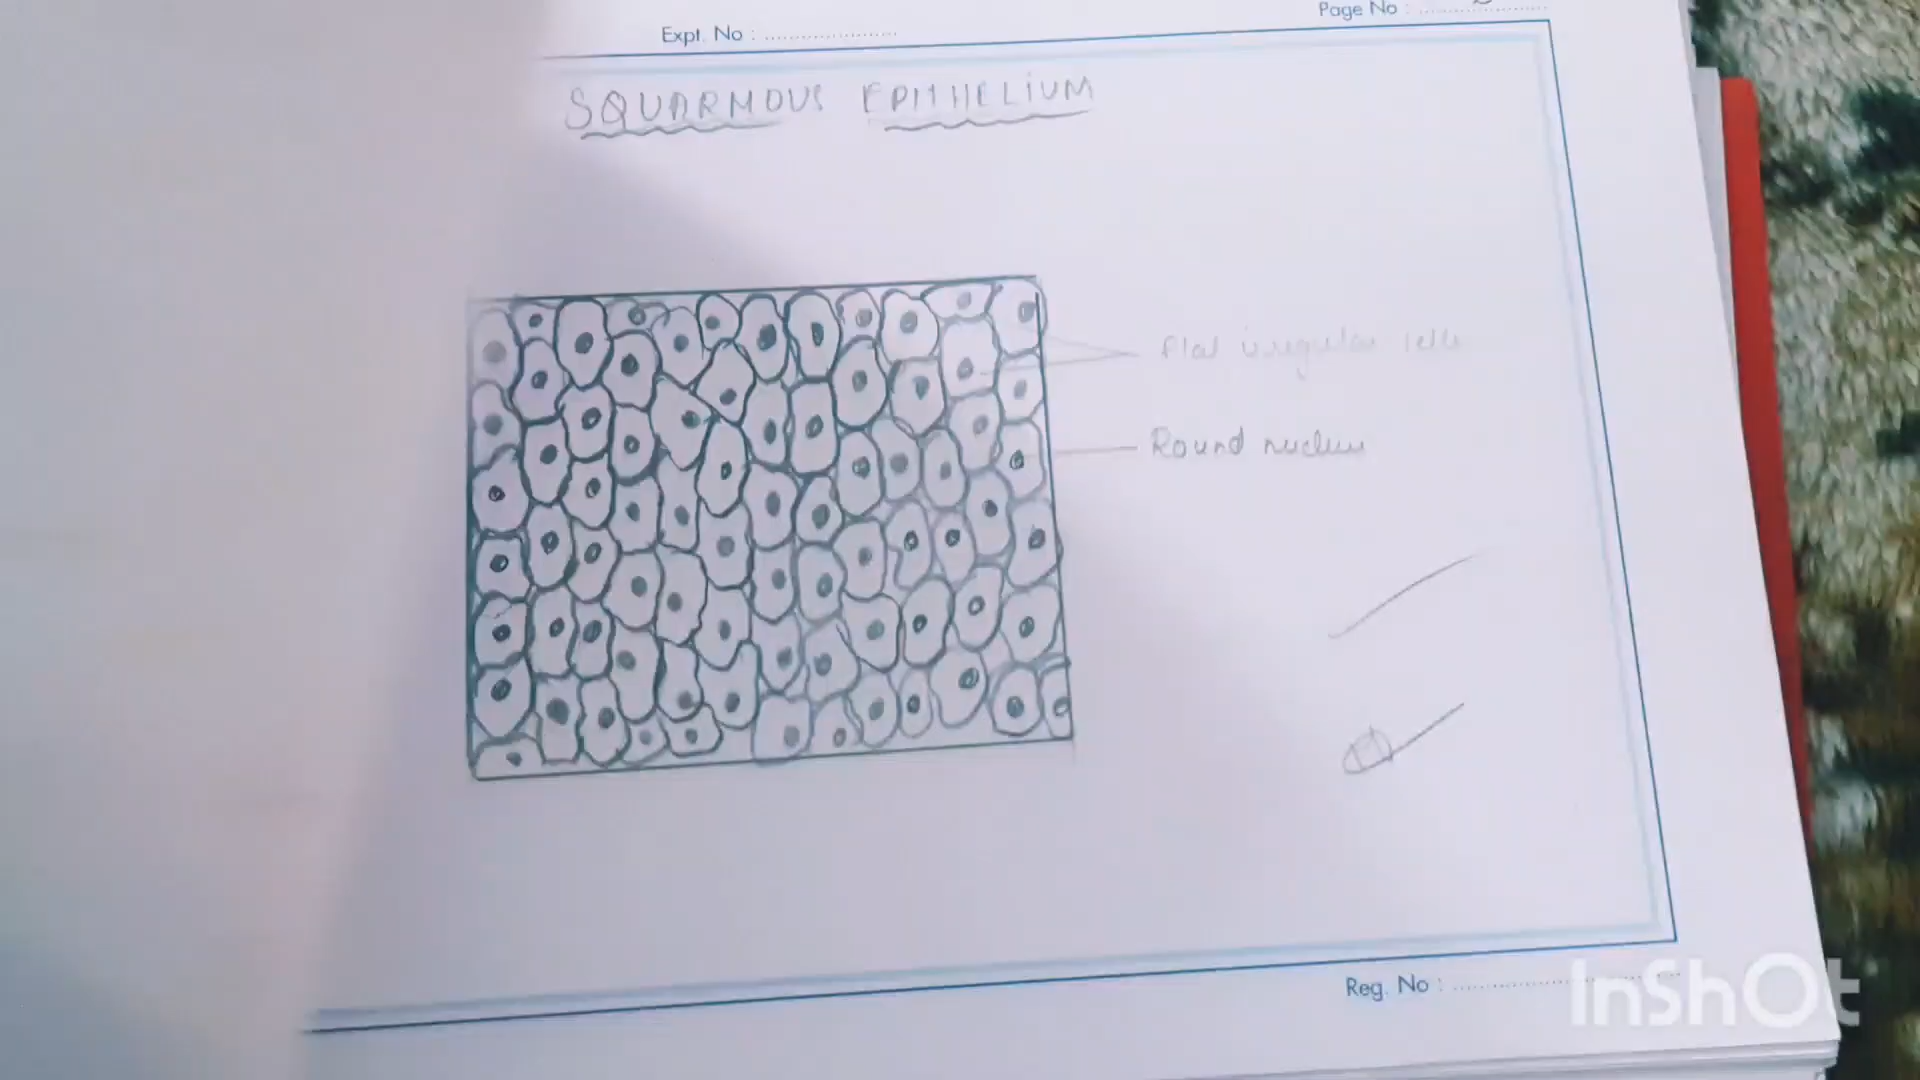 Page No :
Expt. No :
SQUARMOUS EPITHELIUM
Flat irregular cells
Round nucleus
Reg. No :
InShOt